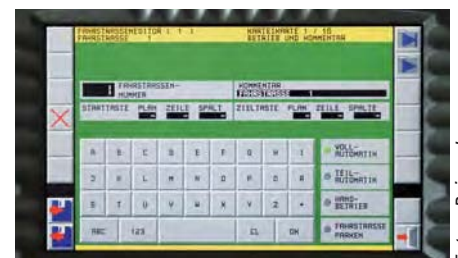 FAHRSTRASSENEDITOR ( 1 )
FAHRSTRASSE 1
KARTEIKARTE 1 / 10
BETRIEB UND KOMMENTAR
1 FAHRSTRASSEN-
NUMMER
KOMMENTAR
FAHRSTRASSE 1
STARTTASTE PLAN ZEILE SPALT
ZIELTASTE PLAN ZEILE SPALTE
A B C D E F G H I
J K L M N O P Q R
S T U V W X Y Z
ABC 123 CL OK
VOLL-
AUTOMATIK
TEIL-
AUTOMATIK
HAND-
BETRIEB
FAHRSTRASSE
PARKEN